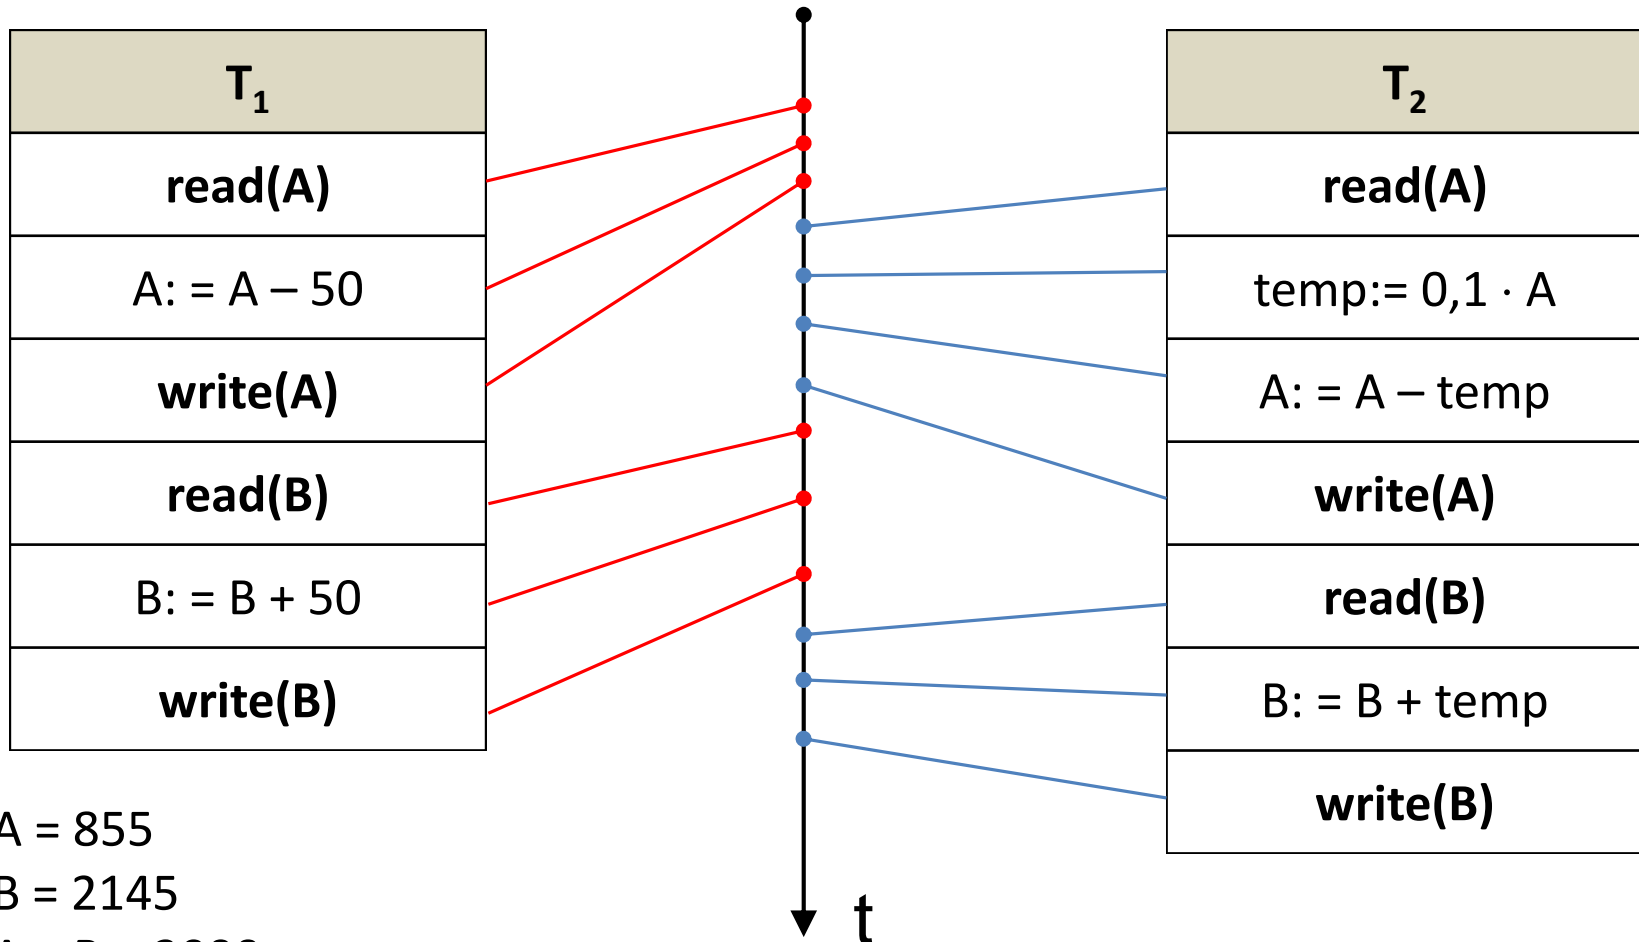 T1
read(A)
A: = A – 50
write(A)
read(B)
B: = B + 50
write(B)
T2
read(A)
temp:= 0,1 · A
A: = A – temp
write(A)
read(B)
B: = B + temp
write(B)
t
A = 855
B = 2145